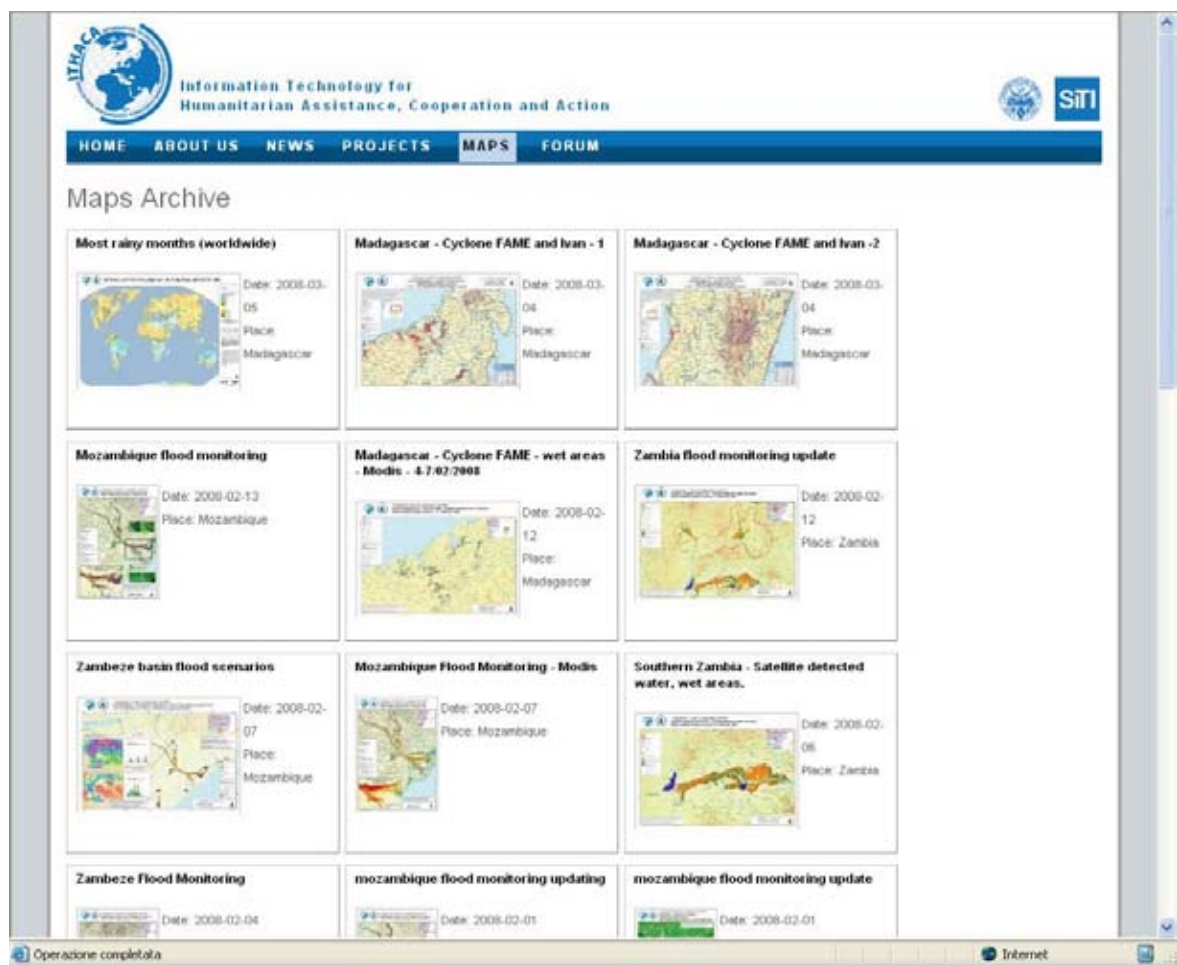 ITHACA
Information Technology for
Humanitarian Assistance, Cooperation and Action
SiTI
HOME ABOUT US NEWS PROJECTS MAPS FORUM
Maps Archive
Most rainy months (worldwide)
Date: 2008-03-
05
Place:
Madagascar
Madagascar - Cyclone FAME and Ivan - 1
Date: 2008-03-
04
Place:
Madagascar
Madagascar - Cyclone FAME and Ivan -2
Date: 2008-03-
04
Place:
Madagascar
Mozambique flood monitoring
Date: 2008-02-13
Place: Mozambique
Madagascar - Cyclone FAME - wet areas
- Modis - 4-7/02/2008
Date: 2008-02-
12
Place:
Madagascar
Zambia flood monitoring update
Date: 2008-02-
12
Place: Zambia
Zambeze basin flood scenarios
Date: 2008-02-
07
Place:
Mozambique
Mozambique Flood Monitoring - Modis
Date: 2008-02-07
Place: Mozambique
Southern Zambia - Satellite detected
water, wet areas.
Date: 2008-02-
06
Place: Zambia
Zambeze Flood Monitoring
Date: 2008-02-04
mozambique flood monitoring updating
Date: 2008-02-01
mozambique flood monitoring update
Date: 2008-02-01
Operazione completata
Internet